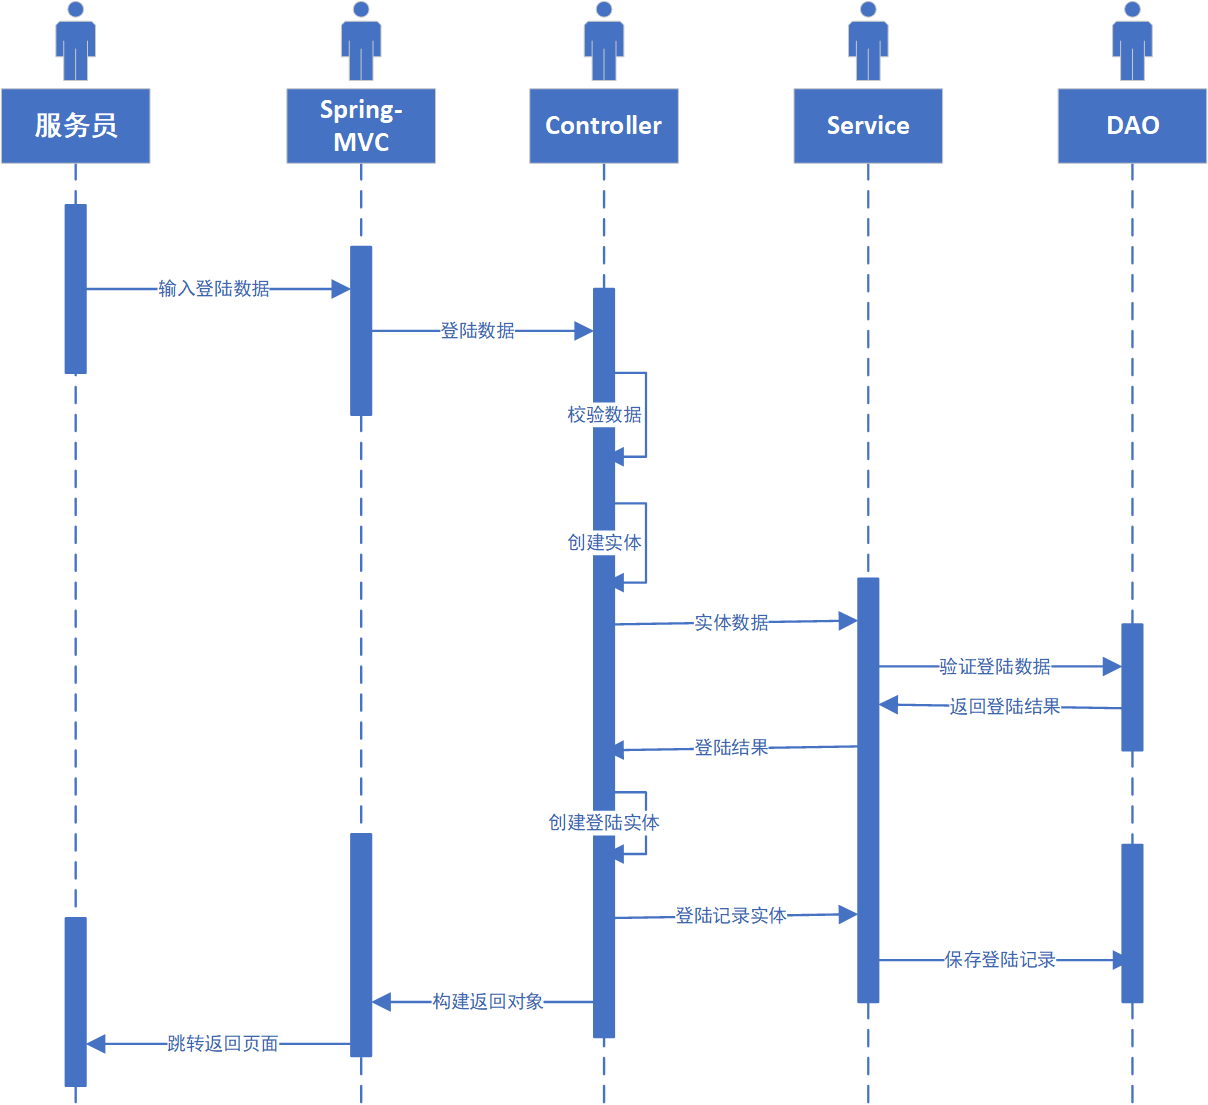 服务员
Spring-
MVC
Controller
Service
DAO
输入登陆数据
登陆数据
校验数据
创建实体
实体数据
验证登陆数据
返回登陆结果
登陆结果
创建登陆实体
登陆记录实体
保存登陆记录
构建返回对象
跳转返回页面